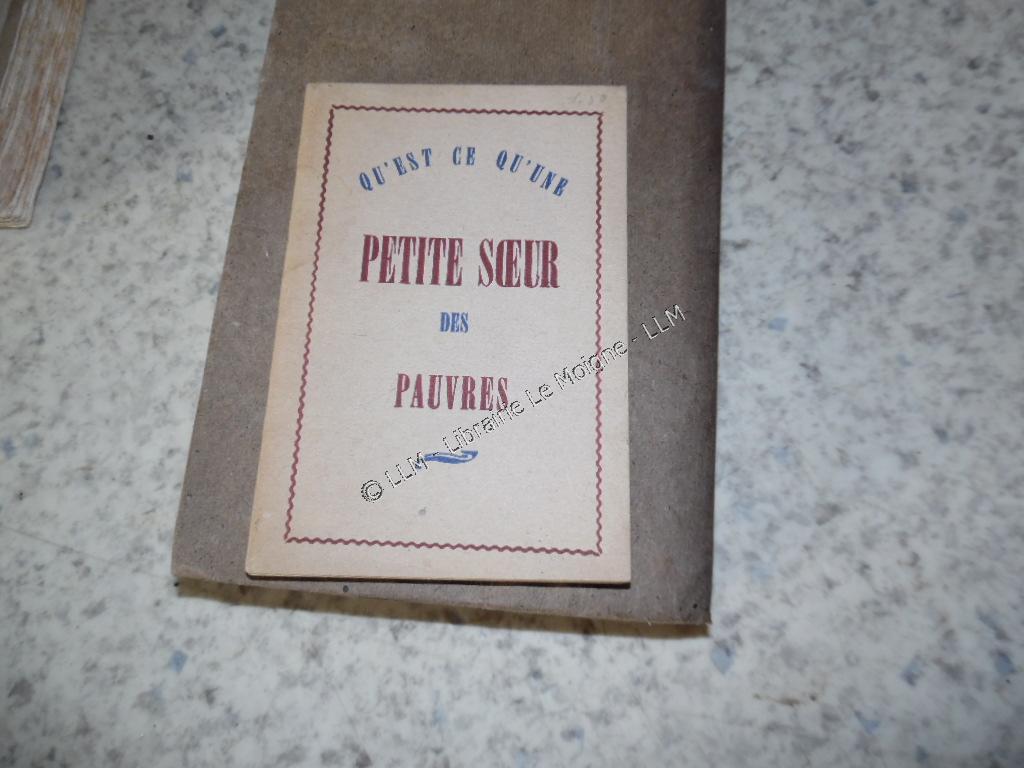 QU'EST CE QU'UNE
PETITE SŒUR
DES
PAUVRES
© LLM - Librairie Le Moigne - LLM